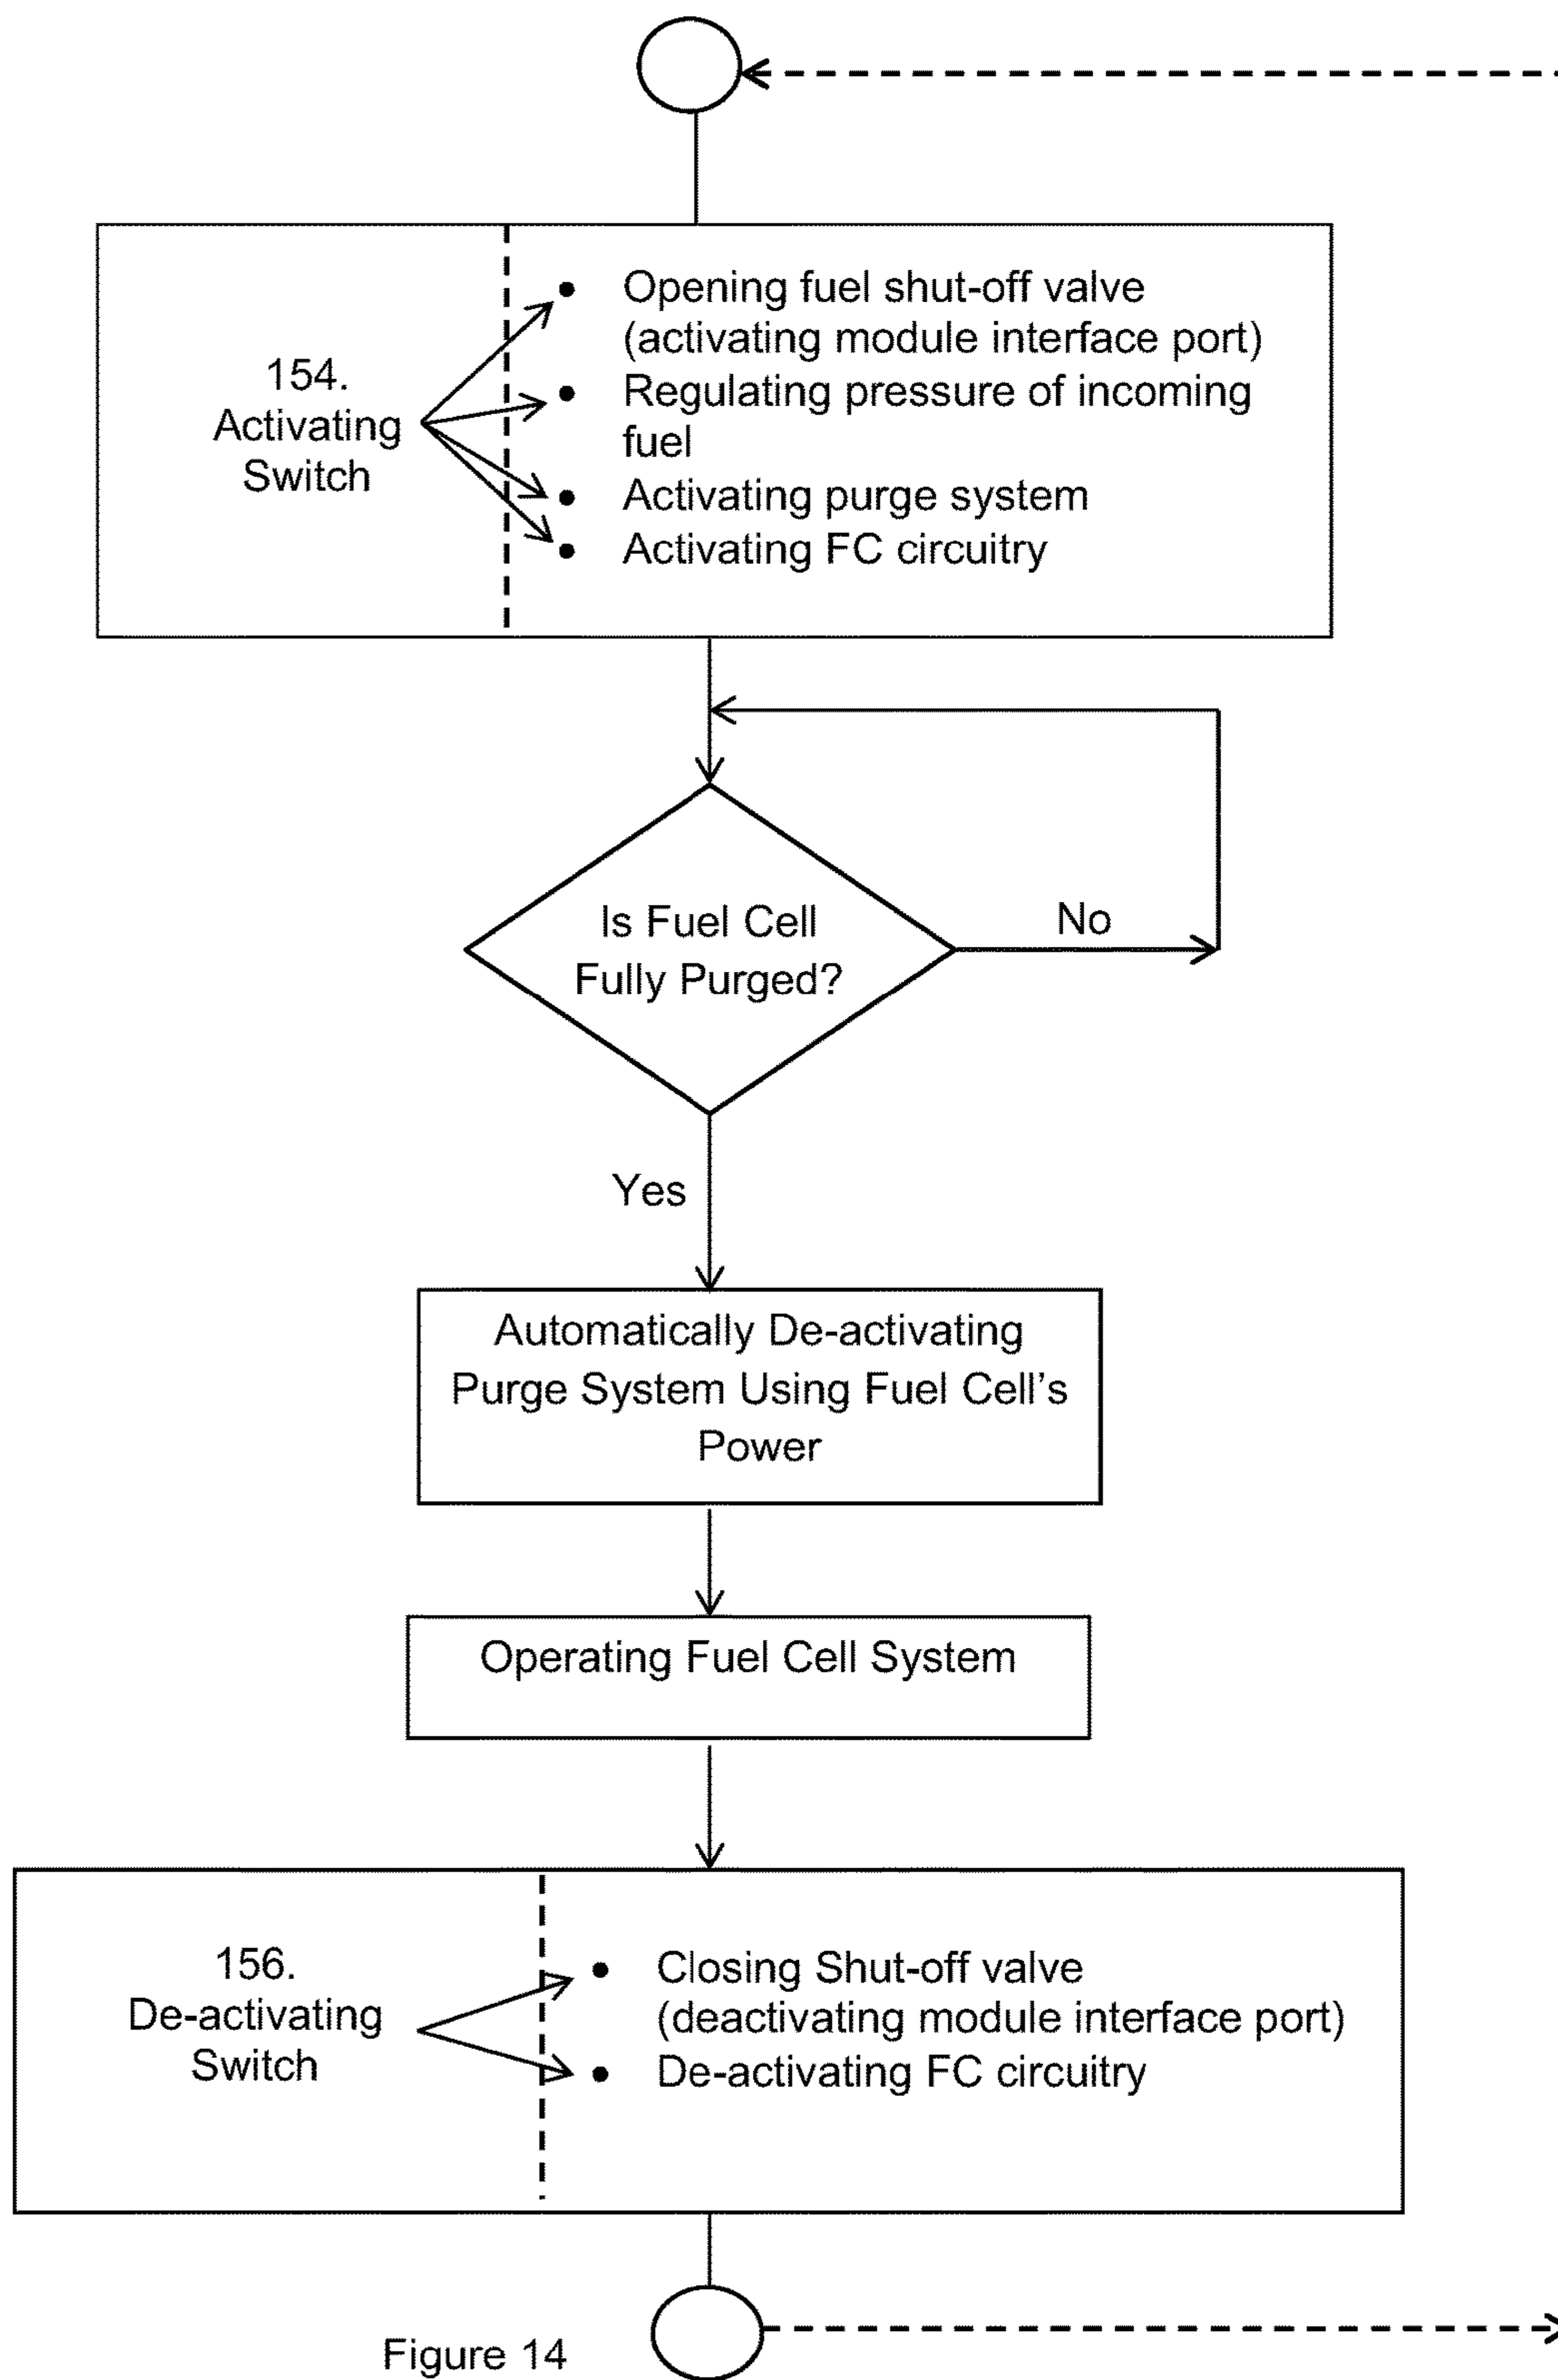 154.
Activating
Switch
• Opening fuel shut-off valve
(activating module interface port)
• Regulating pressure of incoming
fuel
• Activating purge system
• Activating FC circuitry
Is Fuel Cell
Fully Purged?
No
Yes
Automatically De-activating
Purge System Using Fuel Cell's
Power
Operating Fuel Cell System
156.
De-activating
Switch
• Closing Shut-off valve
(deactivating module interface port)
• De-activating FC circuitry
Figure 14